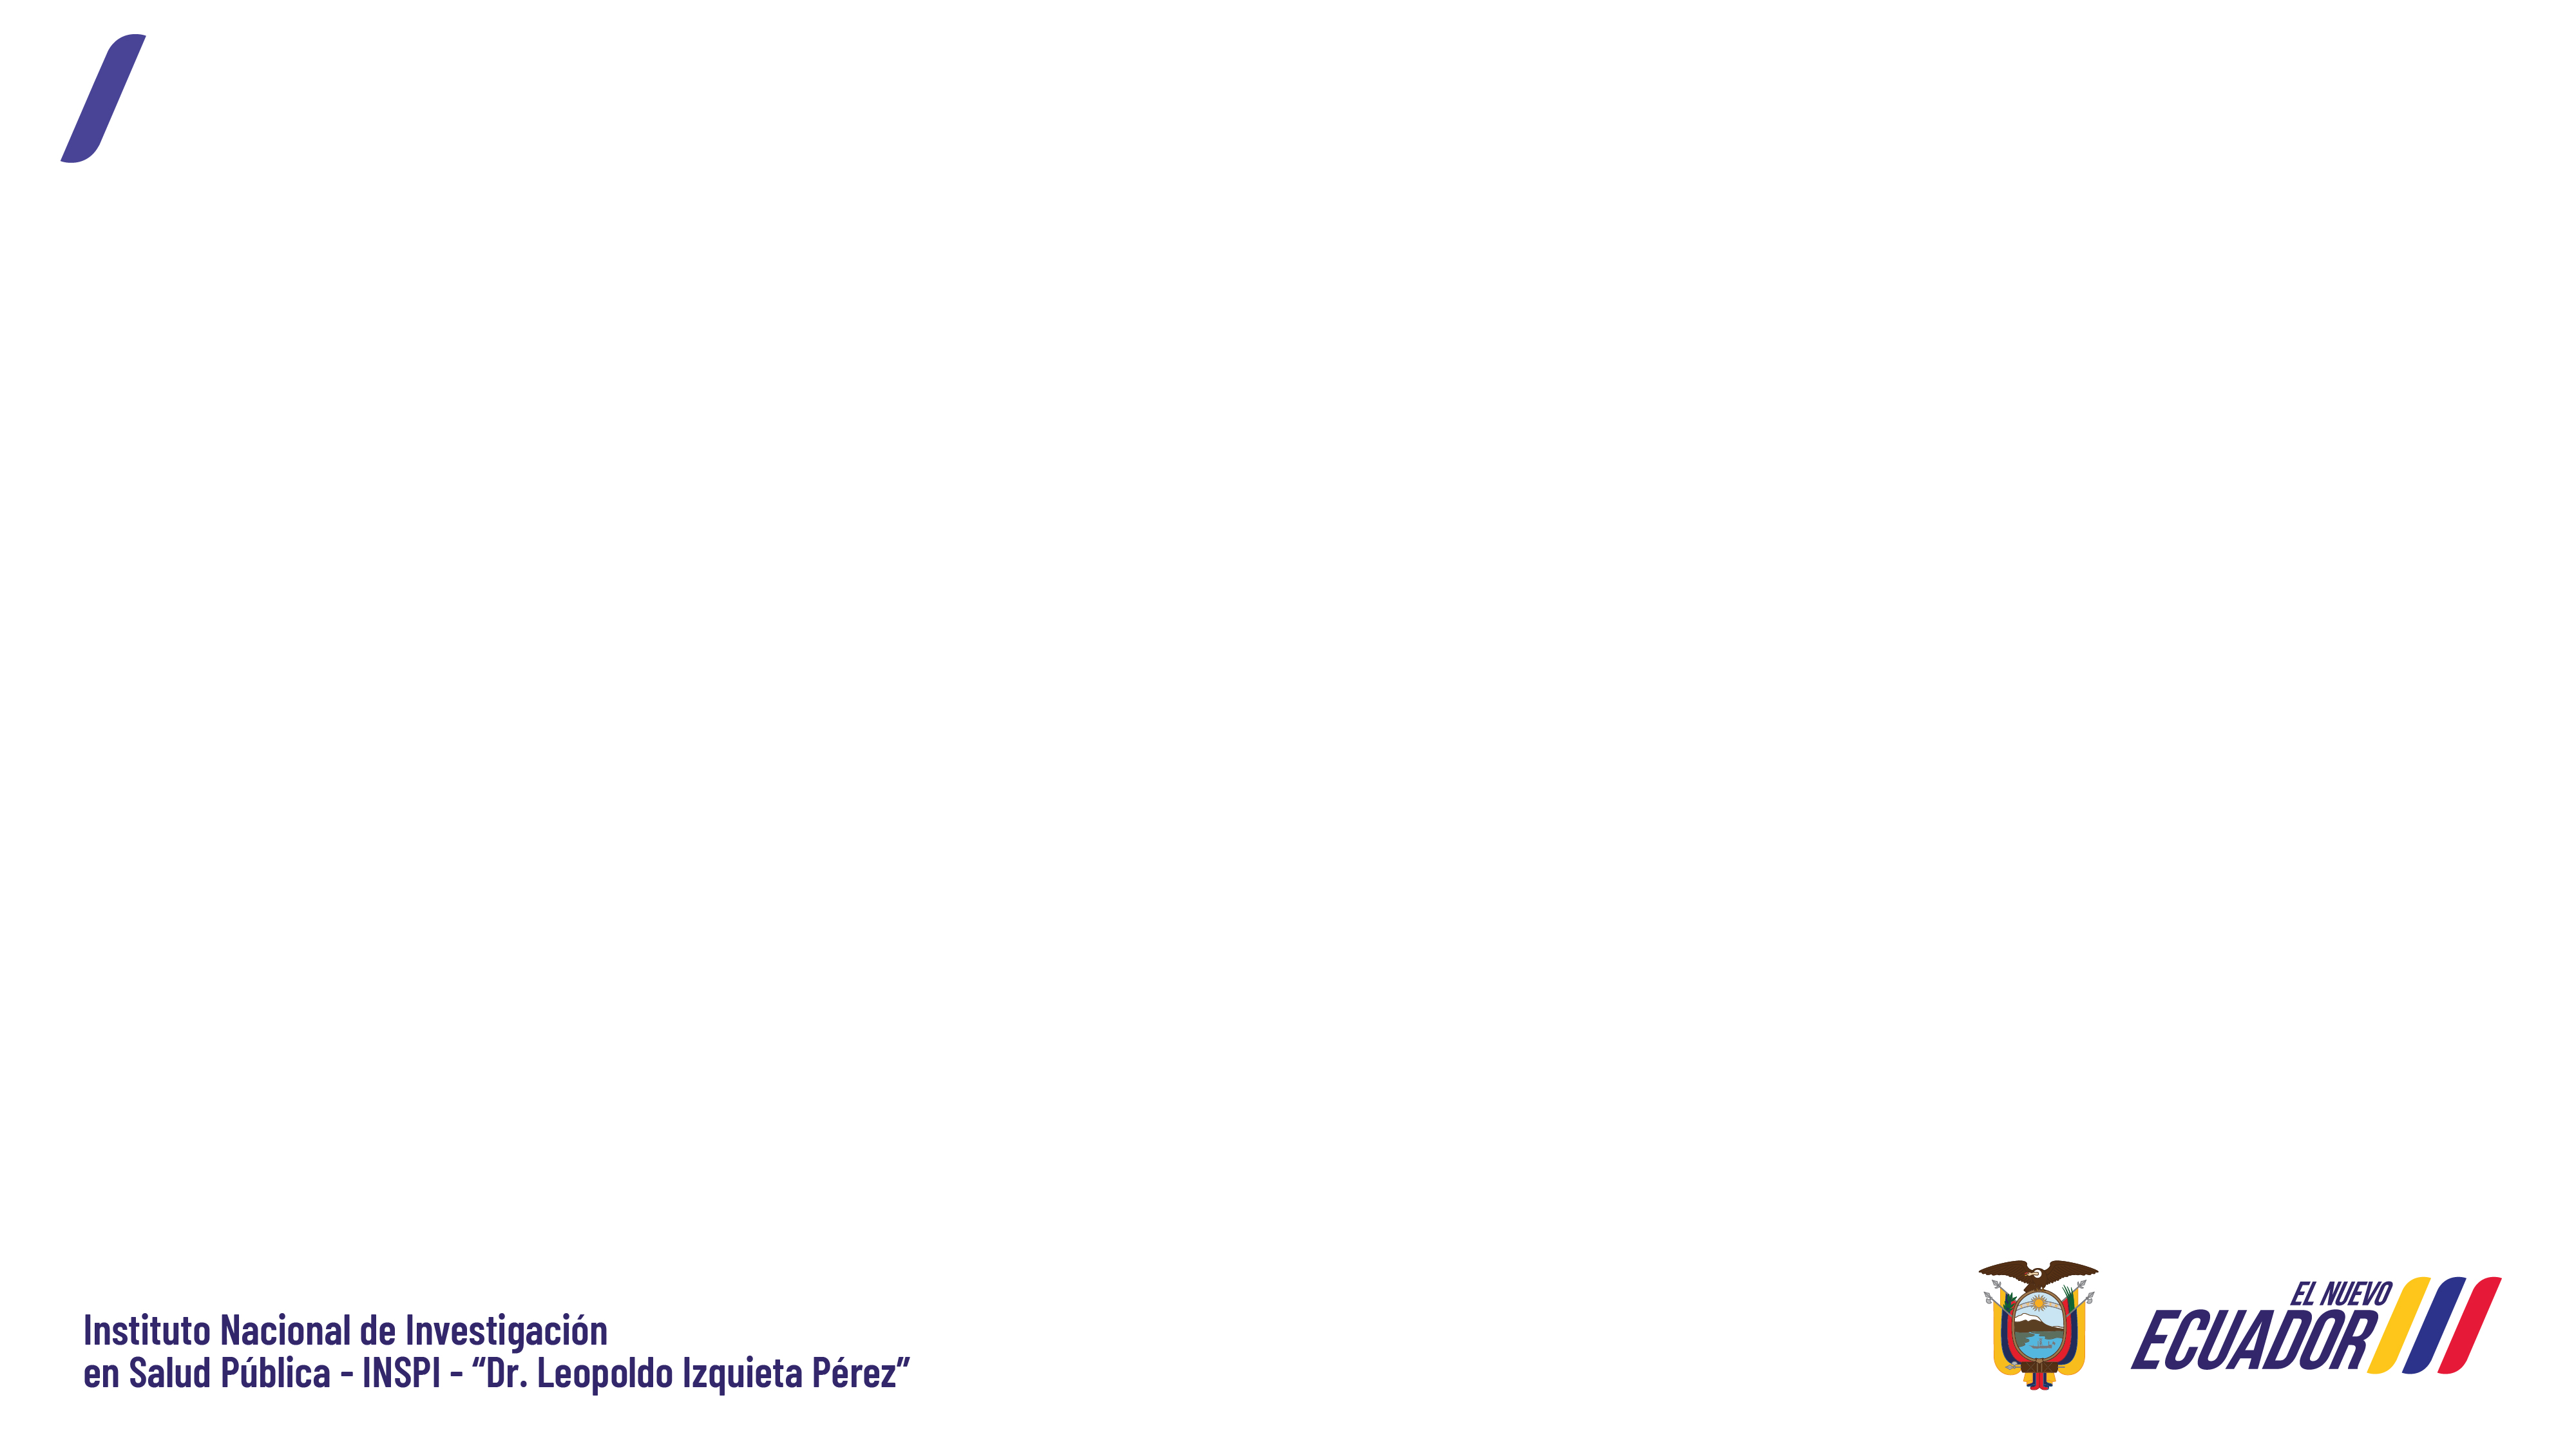 Instituto Nacional de Investigación
en Salud Pública - INSPI - “Dr. Leopoldo Izquieta Pérez”
EL NUEVO
ECUADOR